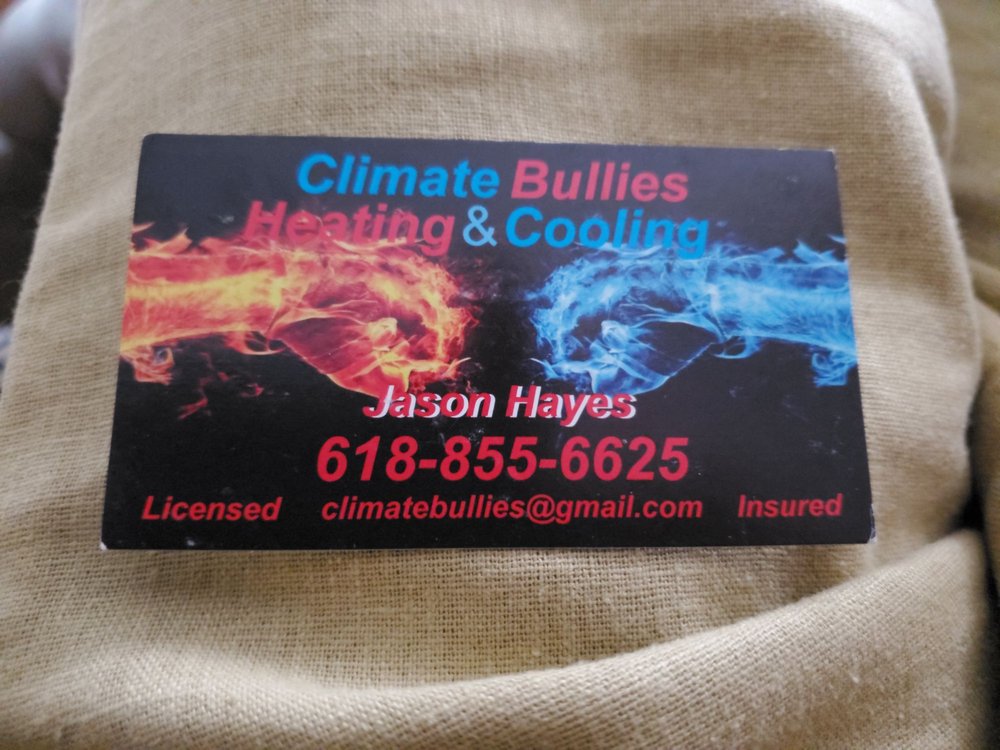 Climate Bullies
Heating & Cooling
Jason Hayes
618-855-6625
Licensed climatebullies@gmail.com Insured